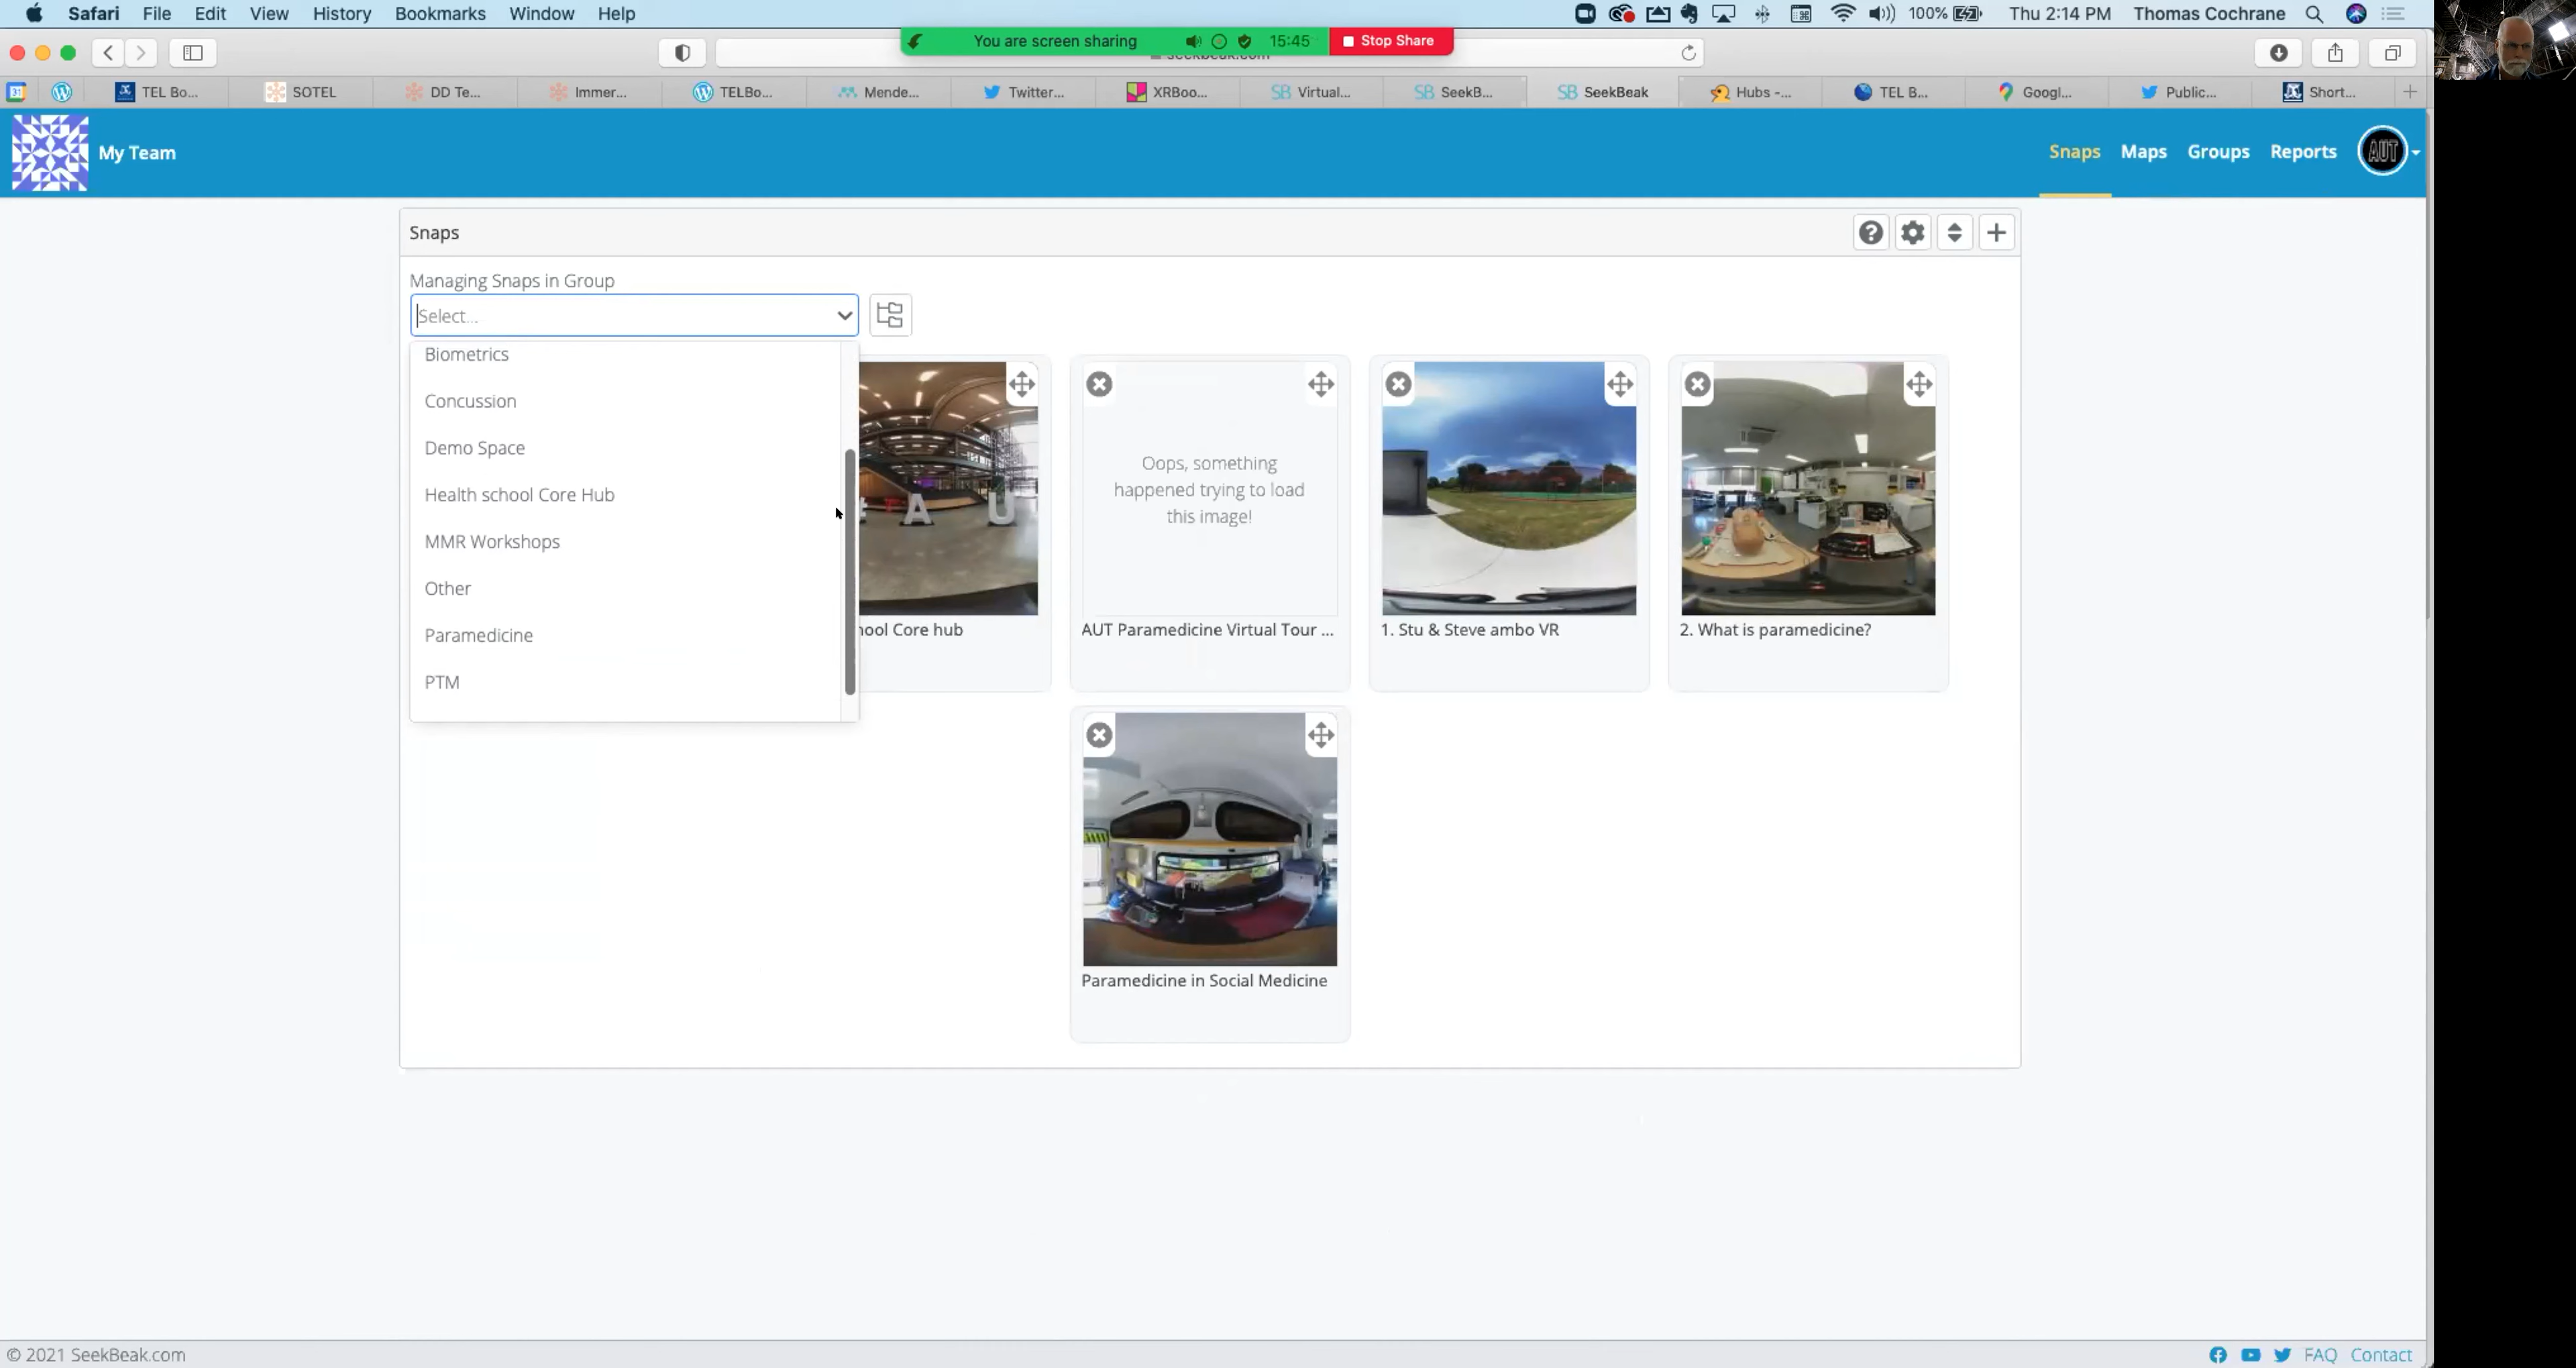 Safari File Edit View History Bookmarks Window Help 100% Thu 2:14 PM Thomas Cochrane
You are screen sharing 15:45 Stop Share
31 TEL Bo... SOTEL DD Te... Immer... TELBo... Mende... Twitter... XRBoo... SB Virtual... SB SeekB... SB SeekBeak Hubs -... TEL B... Googl... Public... Short...
My Team Snaps Maps Groups Reports AUT
Snaps
Managing Snaps in Group
Select...
Biometrics
Concussion
Demo Space
Health school Core Hub
MMR Workshops
Other
Paramedicine
PTM
A U
Oops, something
happened trying to load
this image!
hool Core hub
AUT Paramedicine Virtual Tour ...
1. Stu & Steve ambo VR
2. What is paramedicine?
Paramedicine in Social Medicine
© 2021 SeekBeak.com FAQ Contact